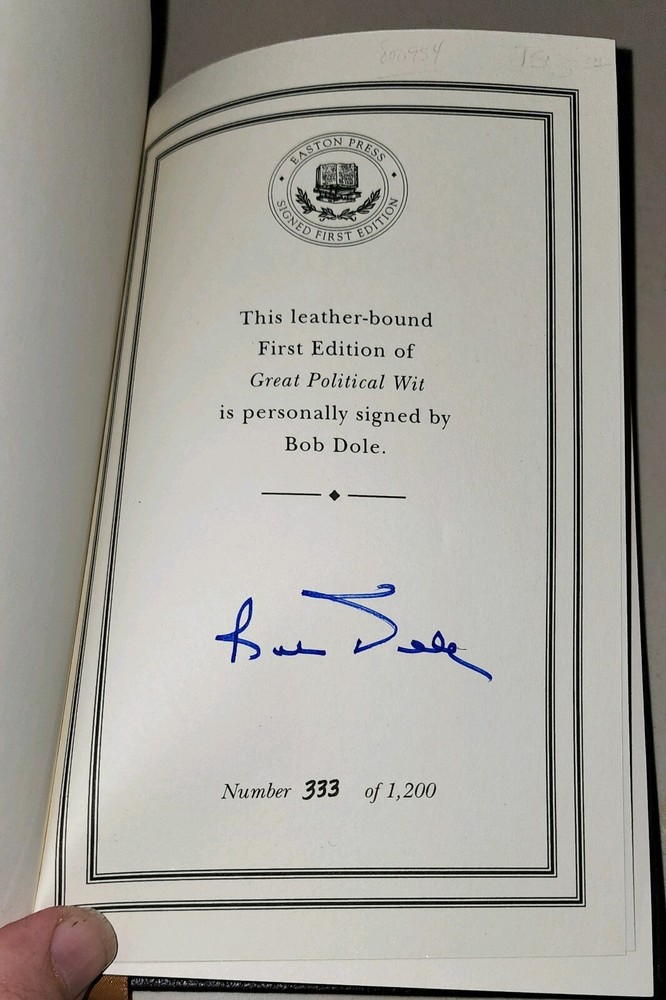 EASTON PRESS
SIGNED FIRST EDITION
This leather-bound
First Edition of
Great Political Wit
is personally signed by
Bob Dole.
Bob Dole
Number 333 of 1,200